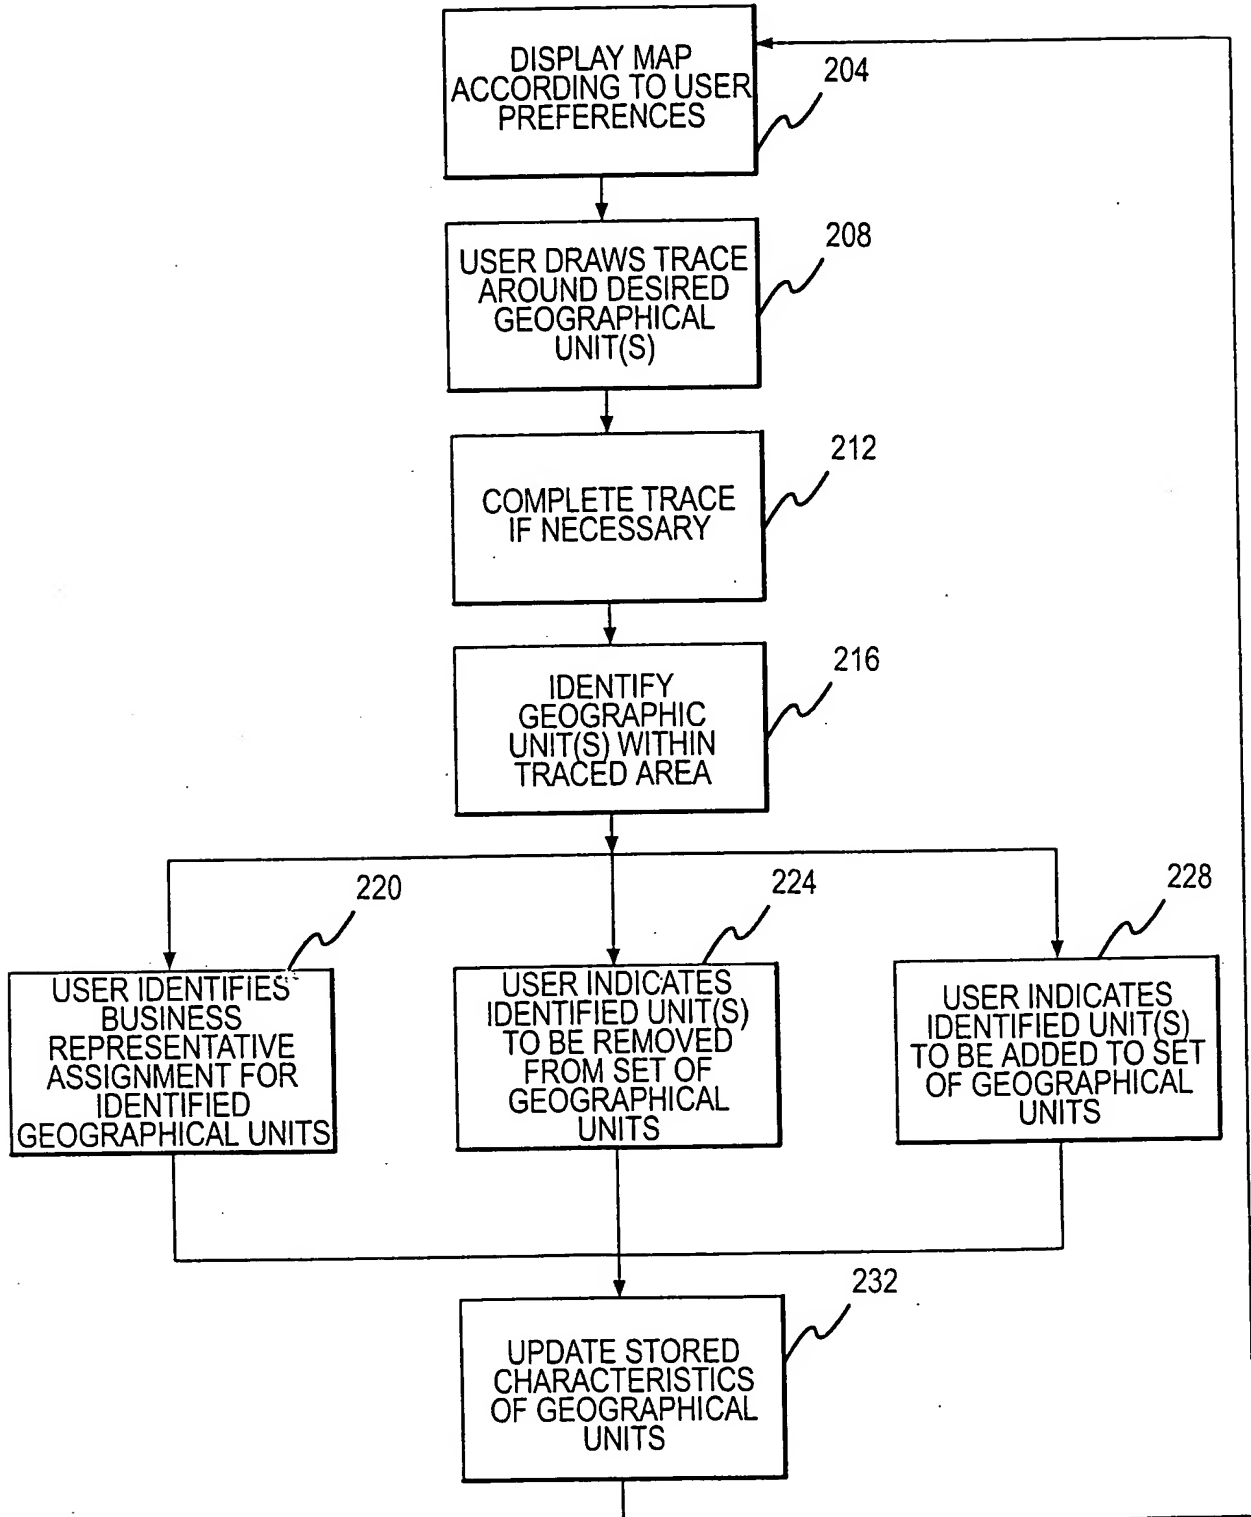 DISPLAY MAP
ACCORDING TO USER
PREFERENCES
204
USER DRAWS TRACE
AROUND DESIRED
GEOGRAPHICAL
UNIT(S)
208
COMPLETE TRACE
IF NECESSARY
212
IDENTIFY
GEOGRAPHIC
UNIT(S) WITHIN
TRACED AREA
216
220
USER IDENTIFIES
BUSINESS
REPRESENTATIVE
ASSIGNMENT FOR
IDENTIFIED
GEOGRAPHICAL UNITS
224
USER INDICATES
IDENTIFIED UNIT(S)
TO BE REMOVED
FROM SET OF
GEOGRAPHICAL
UNITS
228
USER INDICATES
IDENTIFIED UNIT(S)
TO BE ADDED TO SET
OF GEOGRAPHICAL
UNITS
232
UPDATE STORED
CHARACTERISTICS
OF GEOGRAPHICAL
UNITS